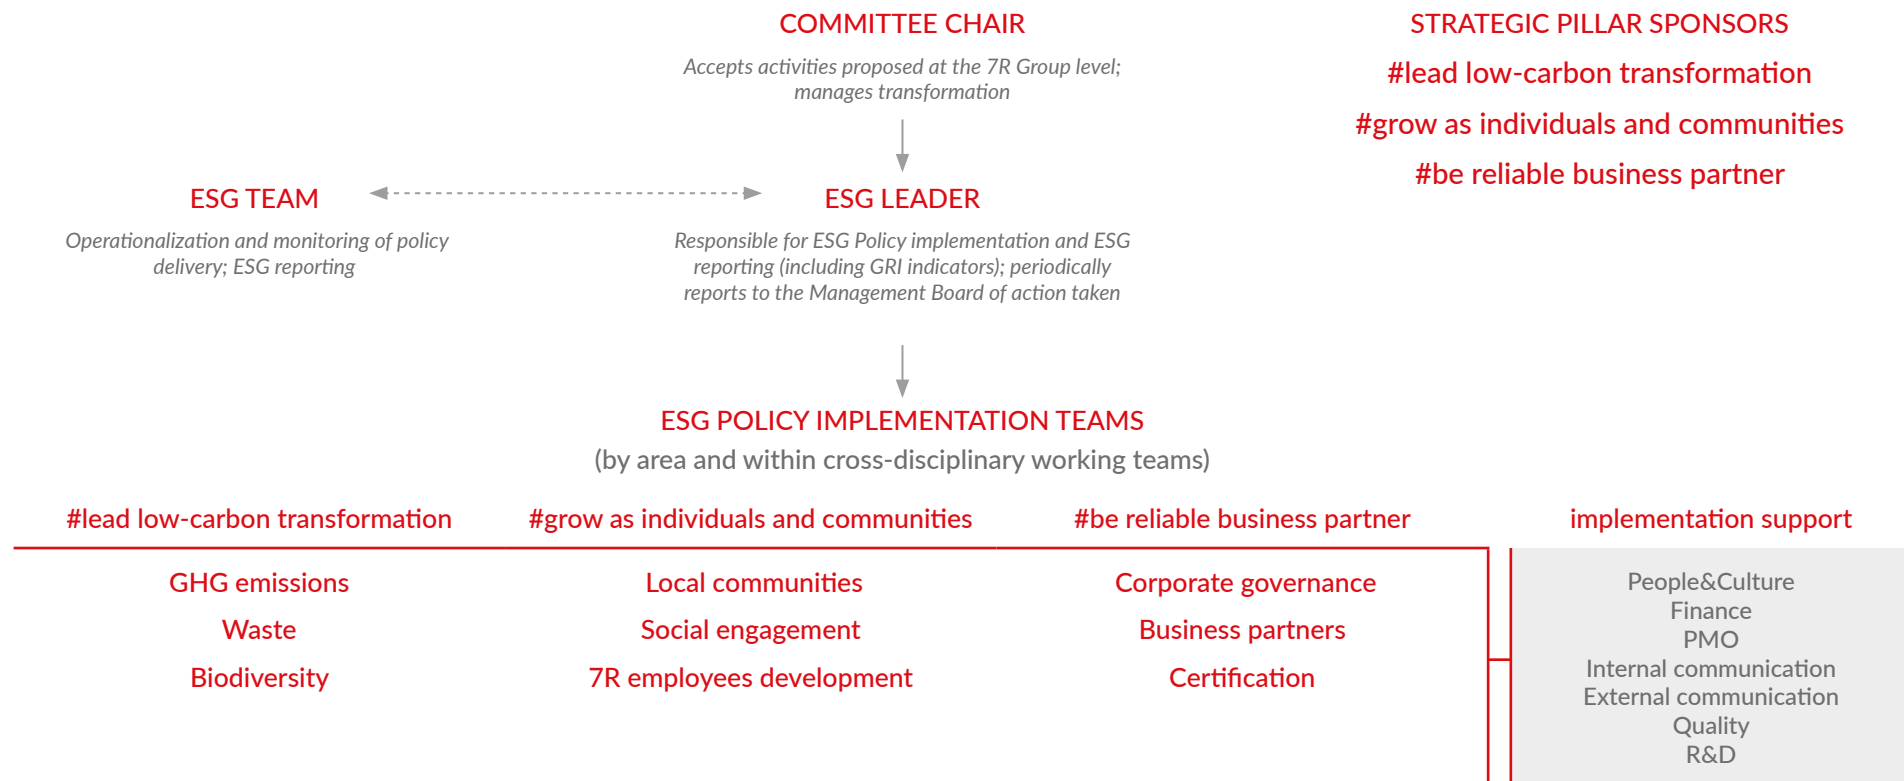 COMMITTEE CHAIR
Accepts activities proposed at the 7R Group level;
manages transformation
STRATEGIC PILLAR SPONSORS
#lead low-carbon transformation
#grow as individuals and communities
#be reliable business partner
ESG TEAM
Operationalization and monitoring of policy
delivery; ESG reporting
ESG LEADER
Responsible for ESG Policy implementation and ESG
reporting (including GRI indicators); periodically
reports to the Management Board of action taken
ESG POLICY IMPLEMENTATION TEAMS
(by area and within cross-disciplinary working teams)
#lead low-carbon transformation
GHG emissions
Waste
Biodiversity
#grow as individuals and communities
Local communities
Social engagement
7R employees development
#be reliable business partner
Corporate governance
Business partners
Certification
implementation support
People&Culture
Finance
PMO
Internal communication
External communication
Quality
R&D